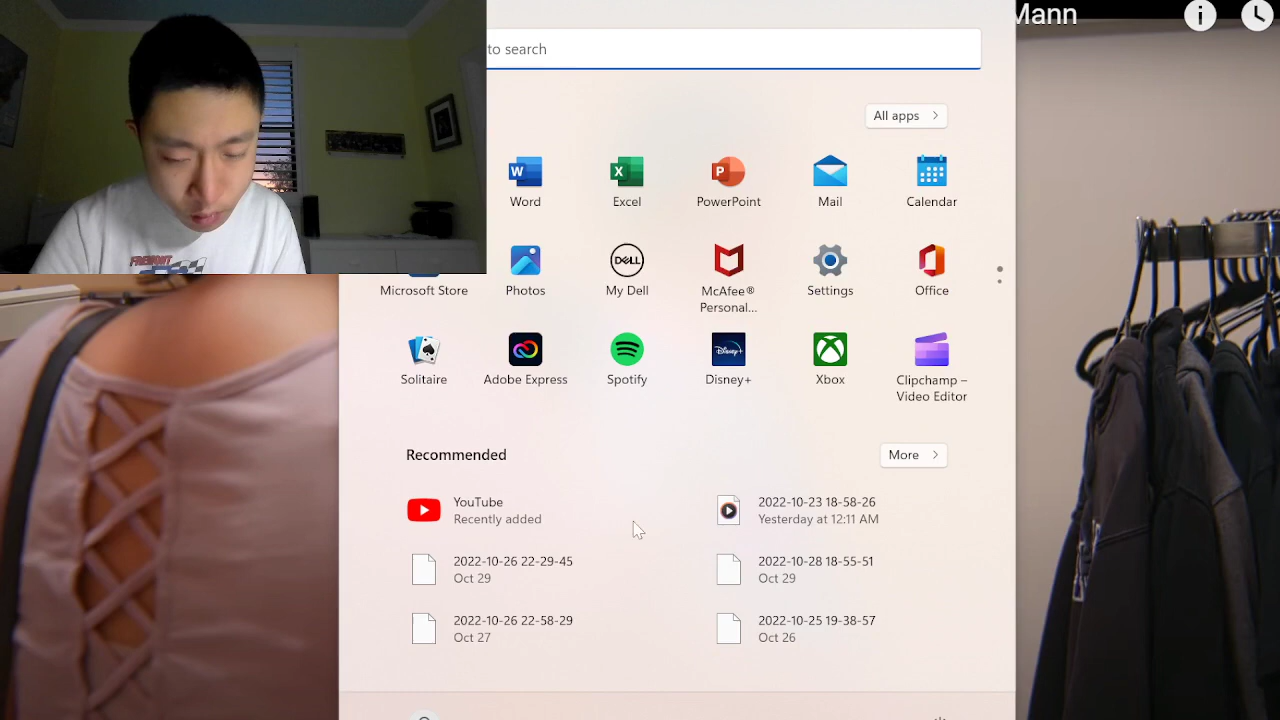 Mann
to search
All apps
Word
Excel
PowerPoint
Mail
Calendar
Microsoft Store
Photos
My Dell
McAfee®
Personal...
Settings
Office
Solitaire
Adobe Express
Spotify
Disney+
Xbox
Clipchamp –
Video Editor
Recommended
More
YouTube
Recently added
2022-10-23 18-58-26
Yesterday at 12:11 AM
2022-10-26 22-29-45
Oct 29
2022-10-28 18-55-51
Oct 29
2022-10-26 22-58-29
Oct 27
2022-10-25 19-38-57
Oct 26
W
X
P
DELL
Disney+
FREMONT